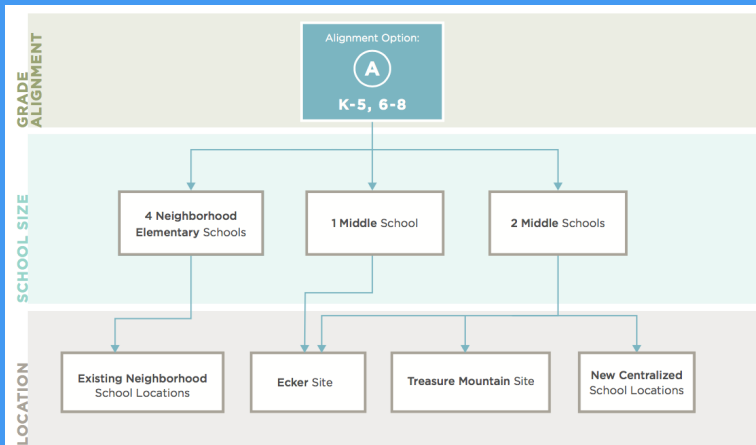 GRADE
ALIGNMENT
Alignment Option:
A
K-5, 6-8
SCHOOL SIZE
4 Neighborhood
Elementary Schools
1 Middle School
2 Middle Schools
LOCATION
Existing Neighborhood
School Locations
Ecker Site
Treasure Mountain Site
New Centralized
School Locations